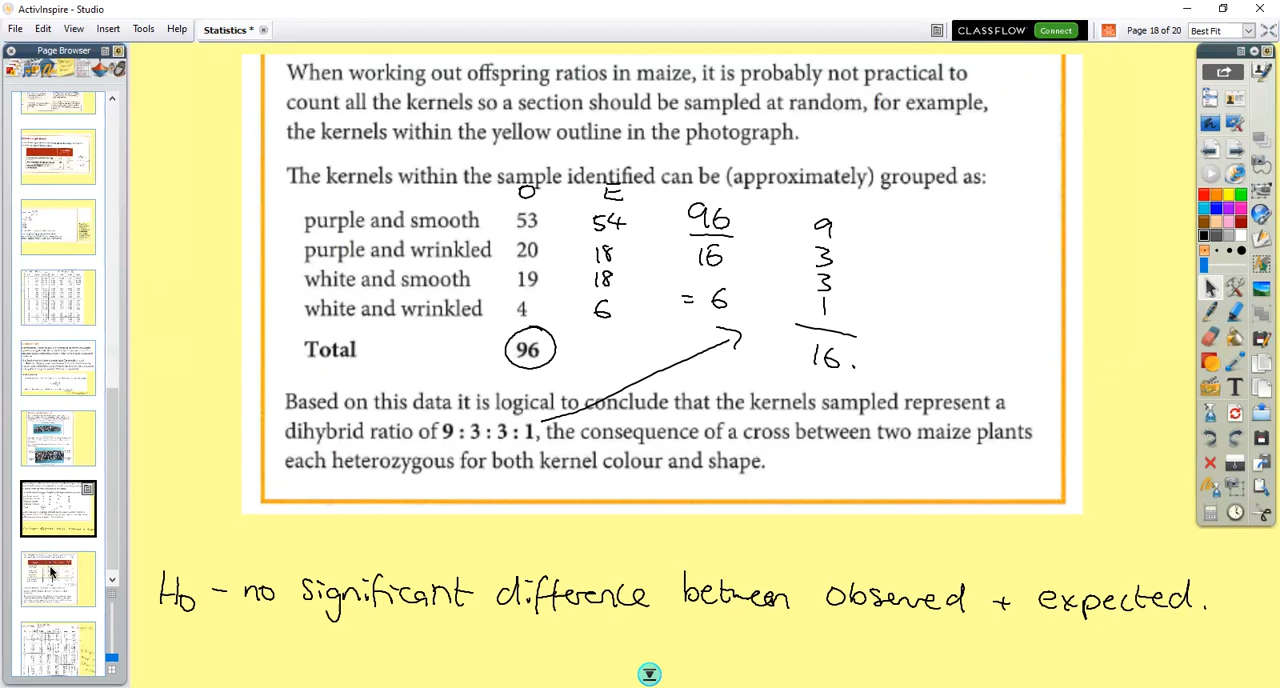 ActivInspire - Studio
File Edit View Insert Tools Help Statistics * CLASSFLOW Connect Page 18 of 20 Best Fit
Page Browser
When working out offspring ratios in maize, it is probably not practical to
count all the kernels so a section should be sampled at random, for example,
the kernels within the yellow outline in the photograph.
The kernels within the sample identified can be (approximately) grouped as:
O E
purple and smooth 53 54 96 9
purple and wrinkled 20 18 16 3
white and smooth 19 18 = 6 3
white and wrinkled 4 6 1
Total 96 16.
Based on this data it is logical to conclude that the kernels sampled represent a
dihybrid ratio of 9 : 3 : 3 : 1, the consequence of a cross between two maize plants
each heterozygous for both kernel colour and shape.
H0 - no significant difference between observed + expected.